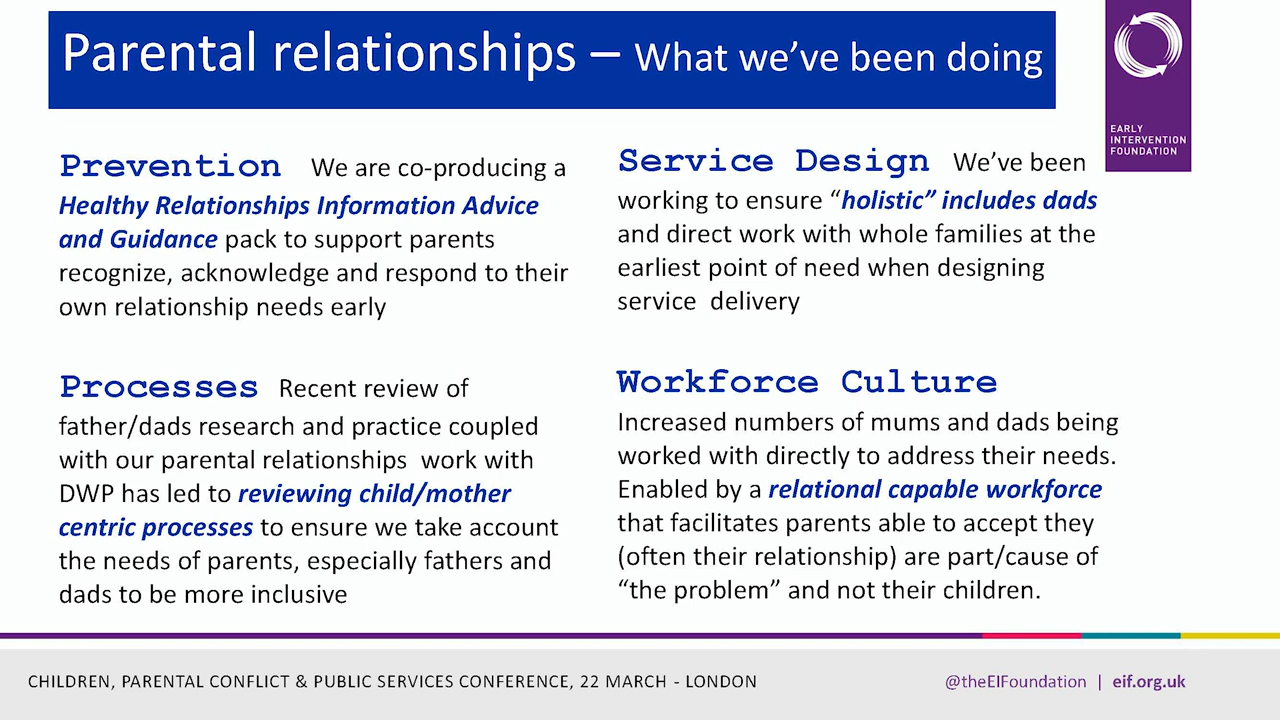 Parental relationships – What we've been doing
EARLY
INTERVENTION
FOUNDATION
Prevention We are co-producing a
Healthy Relationships Information Advice
and Guidance pack to support parents
recognize, acknowledge and respond to their
own relationship needs early
Service Design We've been
working to ensure “holistic” includes dads
and direct work with whole families at the
earliest point of need when designing
service delivery
Processes Recent review of
father/dads research and practice coupled
with our parental relationships work with
DWP has led to reviewing child/mother
centric processes to ensure we take account
the needs of parents, especially fathers and
dads to be more inclusive
Workforce Culture
Increased numbers of mums and dads being
worked with directly to address their needs.
Enabled by a relational capable workforce
that facilitates parents able to accept they
(often their relationship) are part/cause of
“the problem” and not their children.
CHILDREN, PARENTAL CONFLICT & PUBLIC SERVICES CONFERENCE, 22 MARCH - LONDON
@theEIFoundation | eif.org.uk